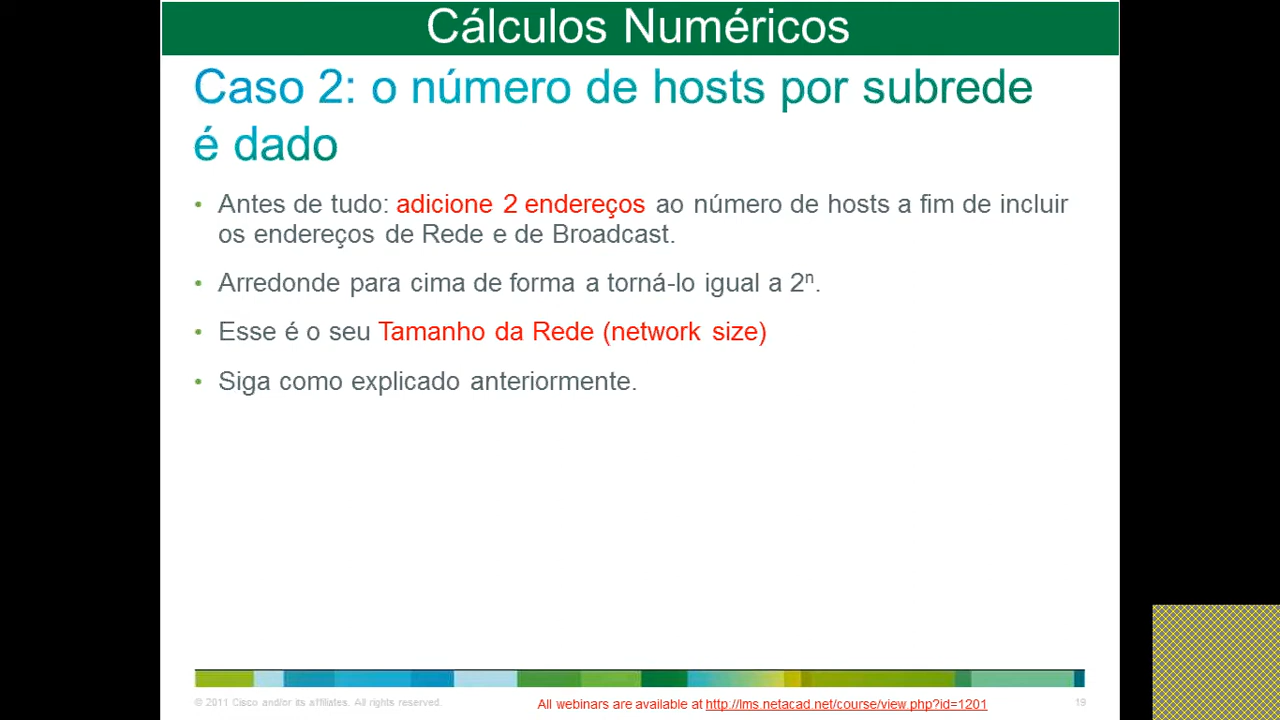 Cálculos Numéricos
Caso 2: o número de hosts por subrede
é dado
• Antes de tudo: adicione 2 endereços ao número de hosts a fim de incluir
os endereços de Rede e de Broadcast.
• Arredonde para cima de forma a torná-lo igual a 2ⁿ.
• Esse é o seu Tamanho da Rede (network size)
• Siga como explicado anteriormente.
© 2011 Cisco and/or its affiliates. All rights reserved.
All webinars are available at http://lms.netacad.net/course/view.php?id=1201
19